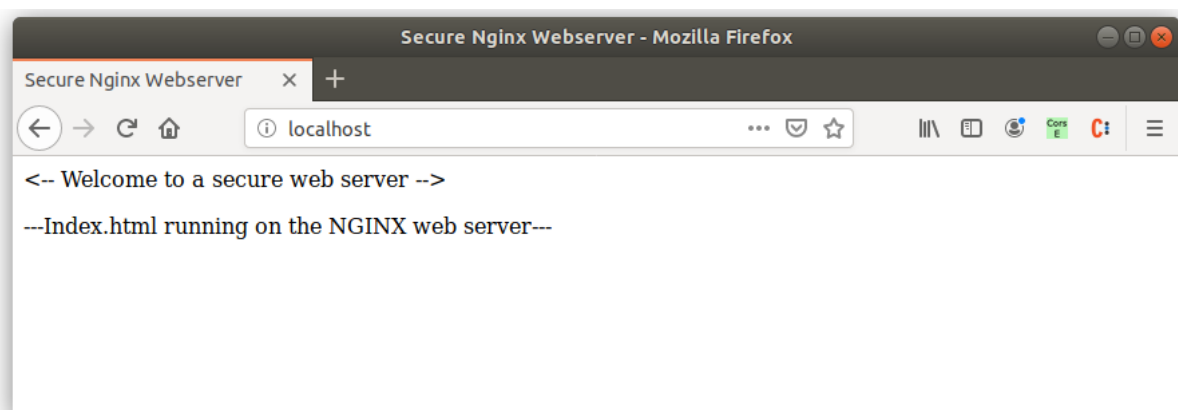 Secure Nginx Webserver - Mozilla Firefox
Secure Nginx Webserver
localhost
Cors
E
C:
<-- Welcome to a secure web server -->
---Index.html running on the NGINX web server---